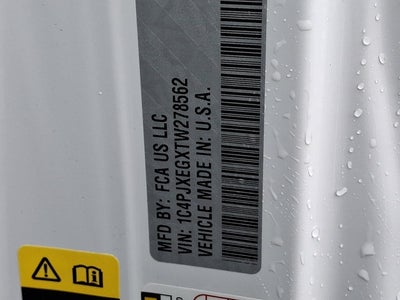 MFD BY: FCA US LLC
VIN: 1C4PJXEGXTW278562
VEHICLE MADE IN: U.S.A.